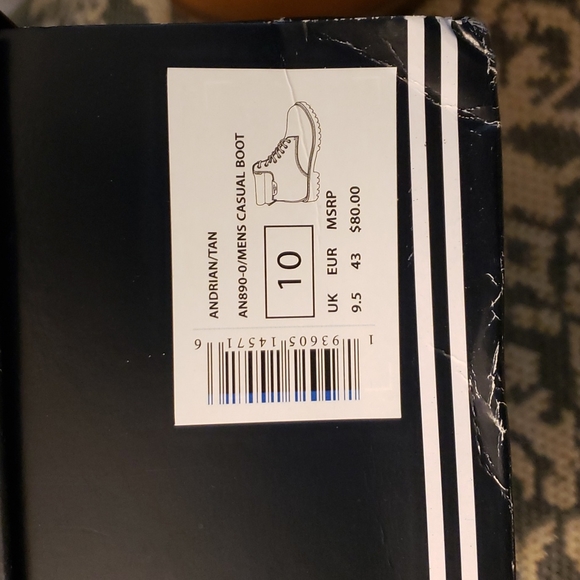 ANDRIAN/TAN
AN890-0/MENS CASUAL BOOT
10
UK EUR MSRP
9.5 43 $80.00
1 93605 14571 6